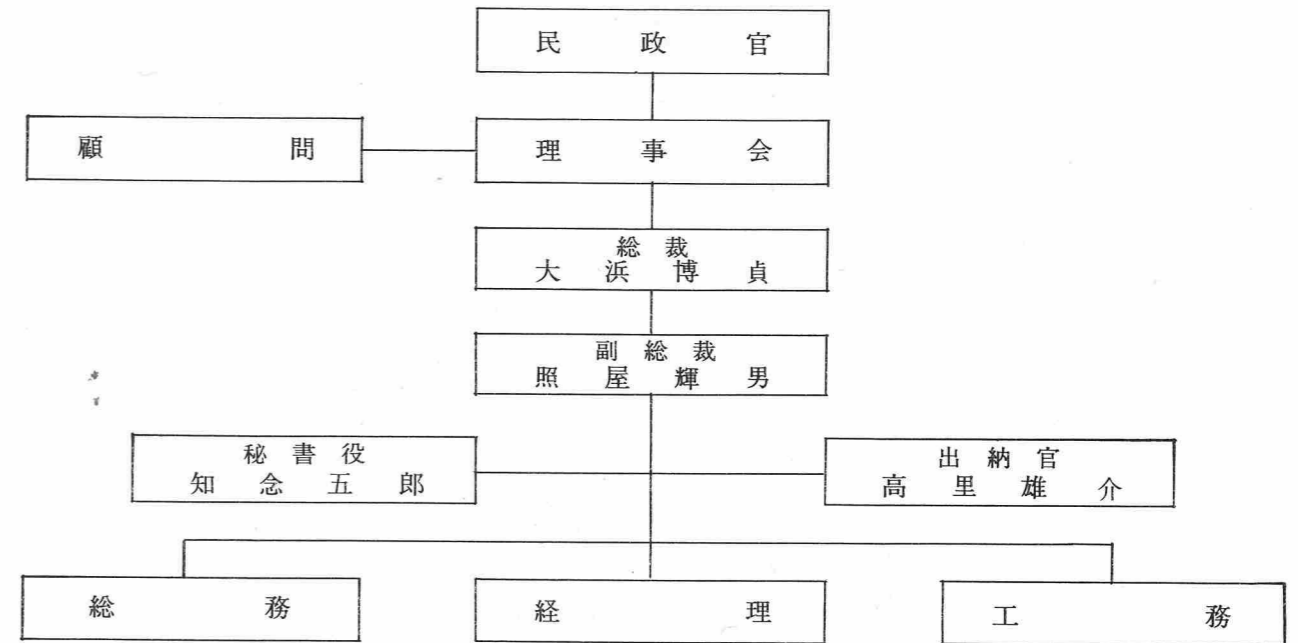 民政官
顧問
理事会
総裁
大浜博貞
副総裁
照屋輝男
秘書役
知念五郎
出納官
高里雄介
総務
経理
工務